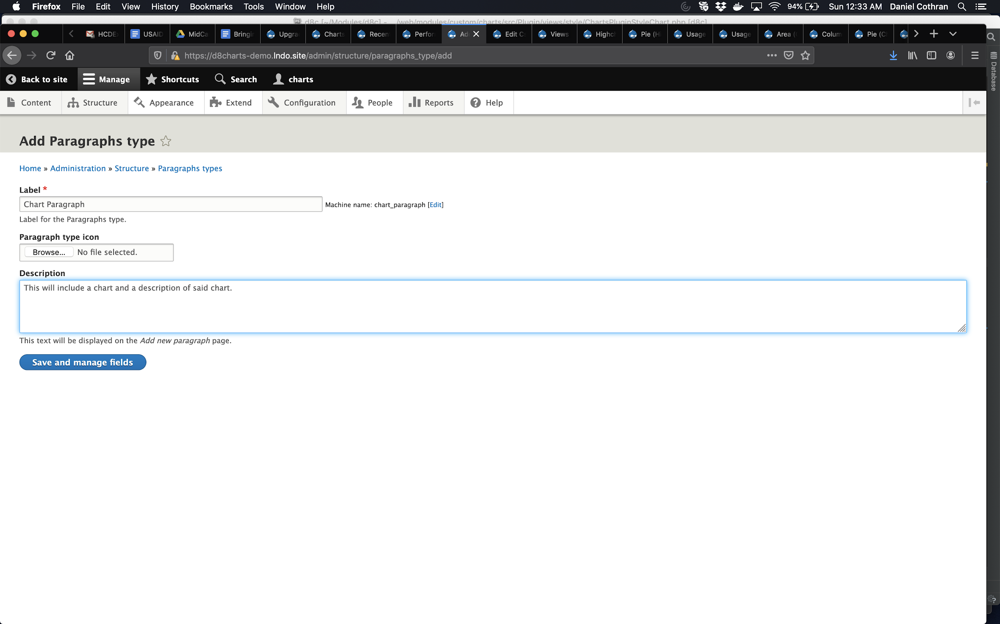 Firefox File Edit View History Bookmarks Tools Window Help 94% Sun 12:33 AM Daniel Cothran
d8c [~/Modules/d8c] - .../web/modules/custom/charts/src/Plugin/views/style/ChartsPluginStyleChart.php [d8c]
HCDE USAID MidCa Bringi Upgra Charts Recen Perfor Ad Edit C Views Highc Pie (Hi Usage Usage Area ( Colum Pie (C
https://d8charts-demo.lndo.site/admin/structure/paragraphs_type/add
Database
Back to site Manage Shortcuts Search charts
Content Structure Appearance Extend Configuration People Reports Help
Add Paragraphs type
Home » Administration » Structure » Paragraphs types
Label *
Chart Paragraph Machine name: chart_paragraph [Edit]
Label for the Paragraphs type.
Paragraph type icon
Browse... No file selected.
Description
This will include a chart and a description of said chart.
This text will be displayed on the Add new paragraph page.
Save and manage fields